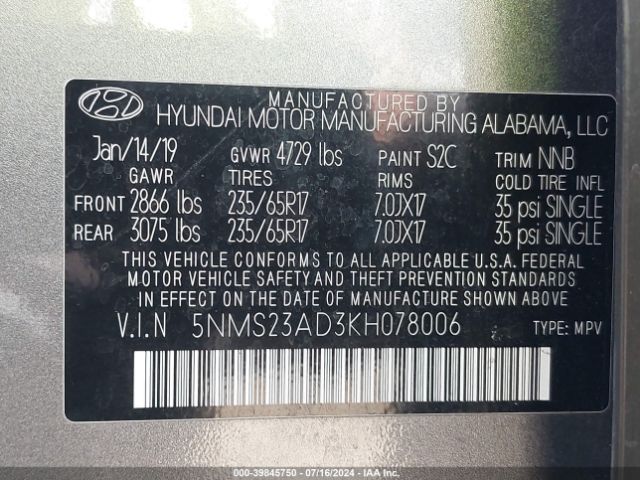 MANUFACTURED BY
HYUNDAI MOTOR MANUFACTURING ALABAMA, LLC
Jan/14/19 GVWR 4729 lbs PAINT S2C TRIM NNB
GAWR TIRES RIMS COLD TIRE INFL
FRONT 2866 lbs 235/65R17 7.0JX17 35 psi SINGLE
REAR 3075 lbs 235/65R17 7.0JX17 35 psi SINGLE
THIS VEHICLE CONFORMS TO ALL APPLICABLE U.S.A. FEDERAL
MOTOR VEHICLE SAFETY AND THEFT PREVENTION STANDARDS
IN EFFECT ON THE DATE OF MANUFACTURE SHOWN ABOVE
V.I.N 5NMS23AD3KH078006 TYPE: MPV
000-39845750 - 07/16/2024 - IAA Inc.